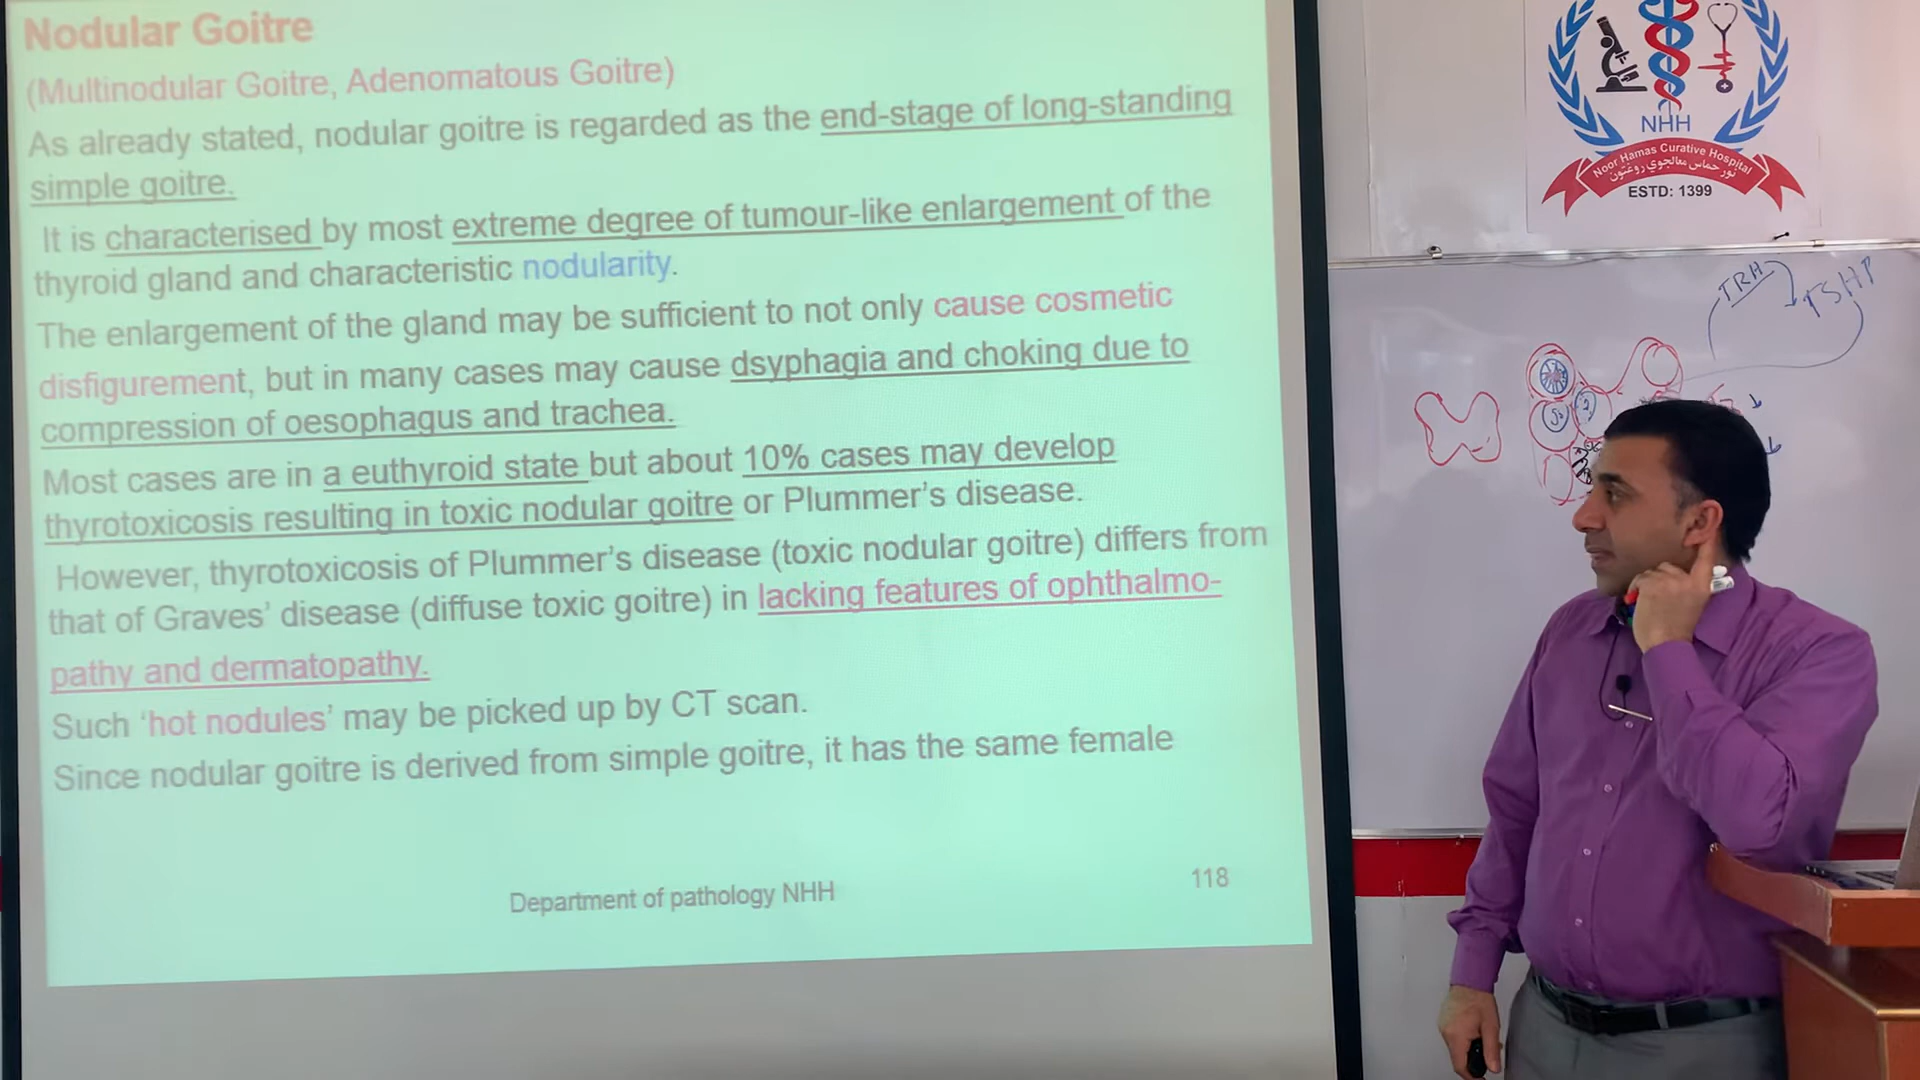 Nodular Goitre
(Multinodular Goitre, Adenomatous Goitre)
As already stated, nodular goitre is regarded as the end-stage of long-standing
simple goitre.
It is characterised by most extreme degree of tumour-like enlargement of the
thyroid gland and characteristic nodularity.
The enlargement of the gland may be sufficient to not only cause cosmetic
disfigurement, but in many cases may cause dsyphagia and choking due to
compression of oesophagus and trachea.
Most cases are in a euthyroid state but about 10% cases may develop
thyrotoxicosis resulting in toxic nodular goitre or Plummer's disease.
However, thyrotoxicosis of Plummer's disease (toxic nodular goitre) differs from
that of Graves' disease (diffuse toxic goitre) in lacking features of ophthalmo-
pathy and dermatopathy.
Such 'hot nodules' may be picked up by CT scan.
Since nodular goitre is derived from simple goitre, it has the same female
Department of pathology NHH
118
NHH
Noor Hamas Curative Hospital
نور حماس معالجوي روغتون
ESTD: 1399
TRH
TSH